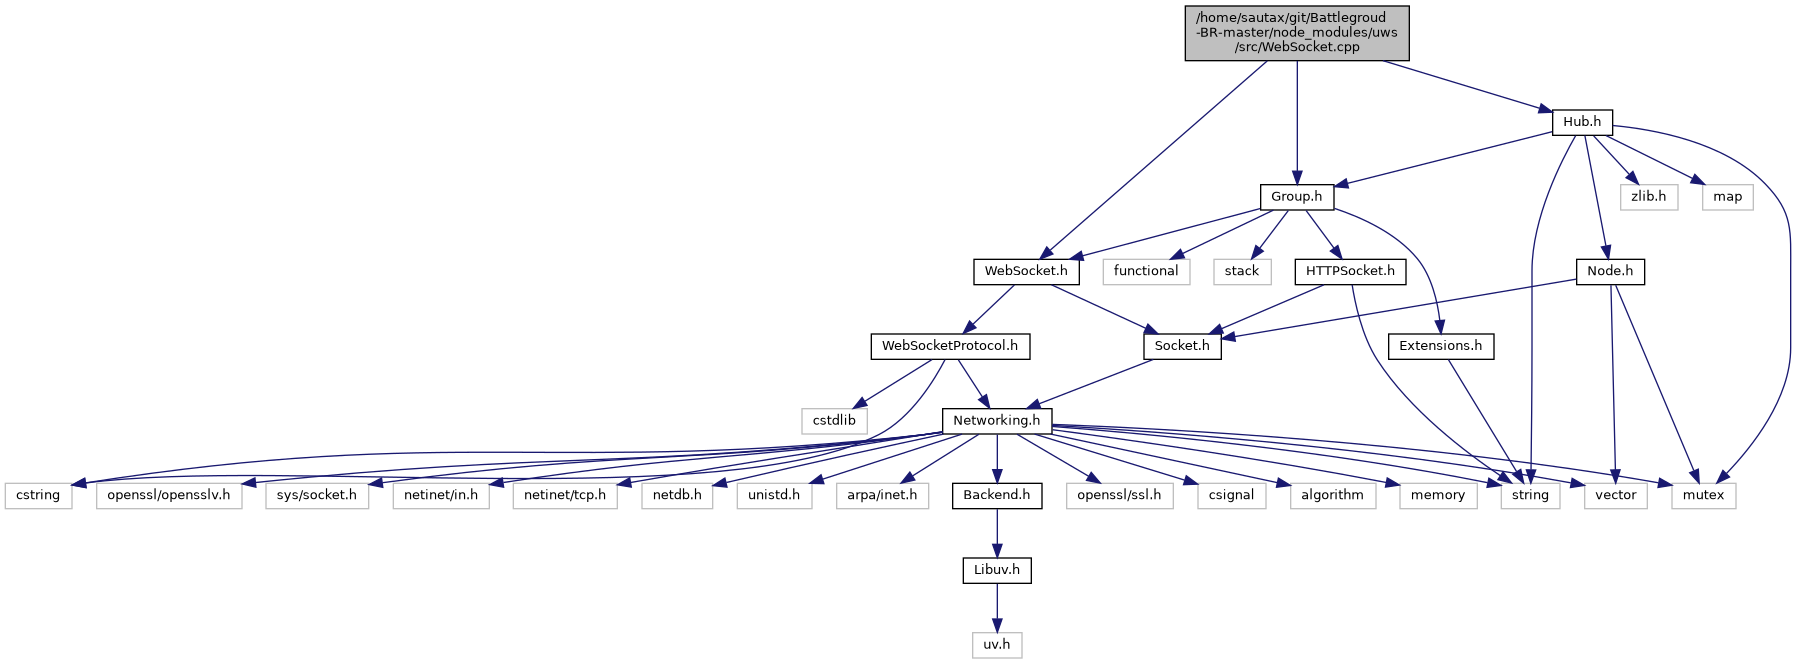 /home/sautax/git/Battlegroud
-BR-master/node_modules/uws
/src/WebSocket.cpp
Hub.h
Group.h
zlib.h
map
WebSocket.h
functional
stack
HTTPSocket.h
Node.h
WebSocketProtocol.h
Socket.h
Extensions.h
cstdlib
Networking.h
cstring
openssl/opensslv.h
sys/socket.h
netinet/in.h
netinet/tcp.h
netdb.h
unistd.h
arpa/inet.h
Backend.h
openssl/ssl.h
csignal
algorithm
memory
string
vector
mutex
Libuv.h
uv.h